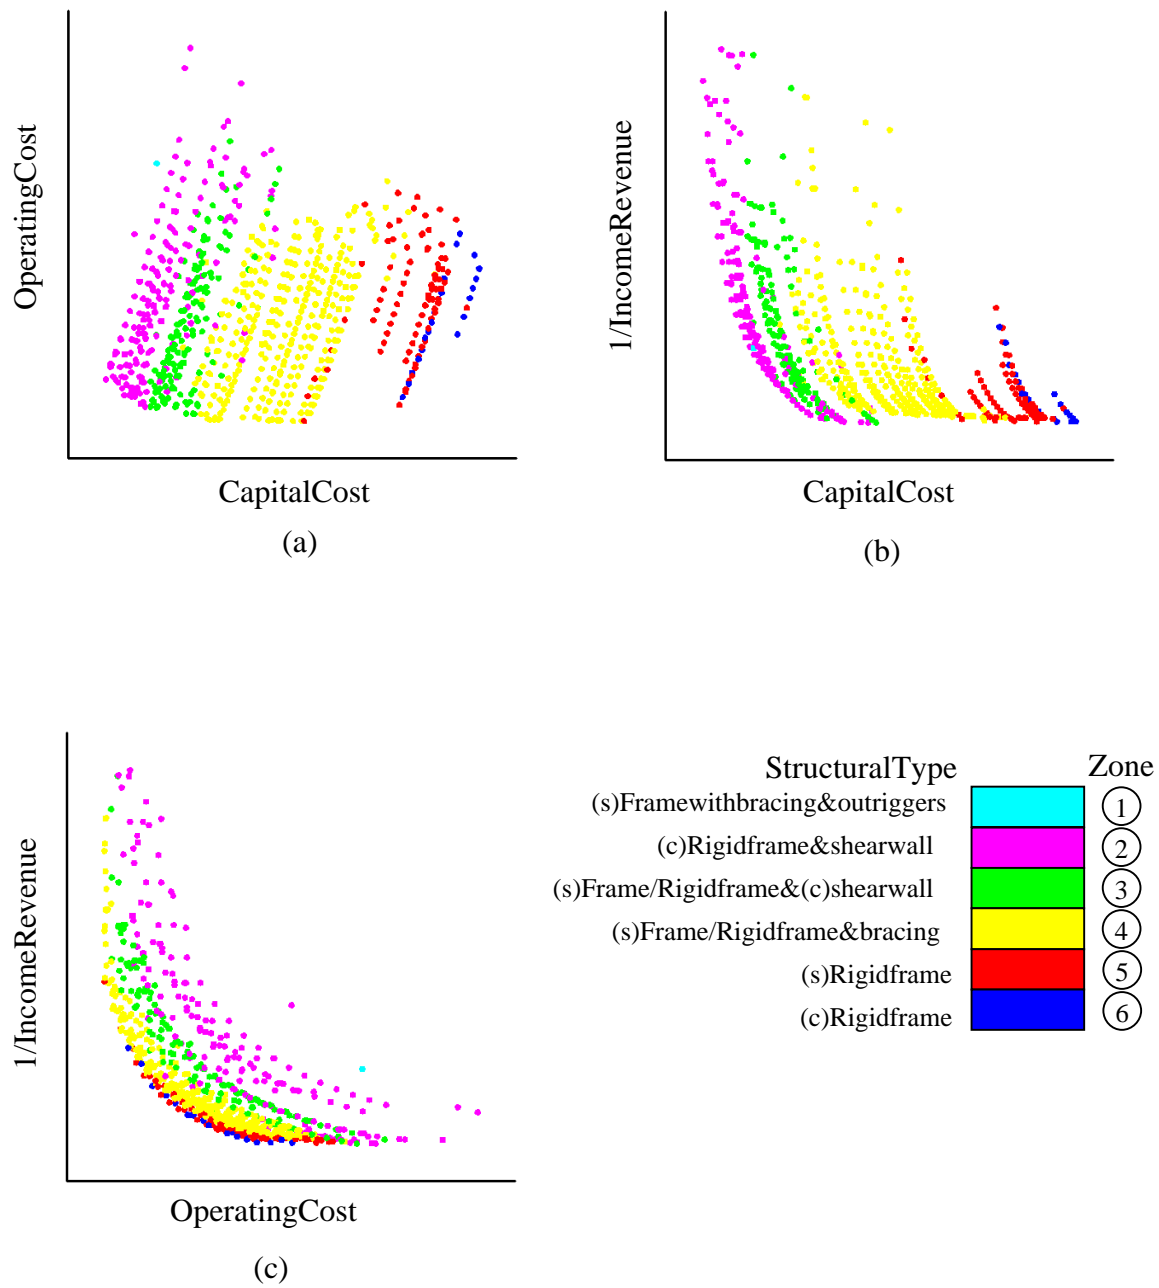 OperatingCost
CapitalCost
(a)
1/IncomeRevenue
CapitalCost
(b)
1/IncomeRevenue
OperatingCost
(c)
StructuralType Zone
(s)Framewithbracing&outriggers 1
(c)Rigidframe&shearwall 2
(s)Frame/Rigidframe&(c)shearwall 3
(s)Frame/Rigidframe&bracing 4
(s)Rigidframe 5
(c)Rigidframe 6